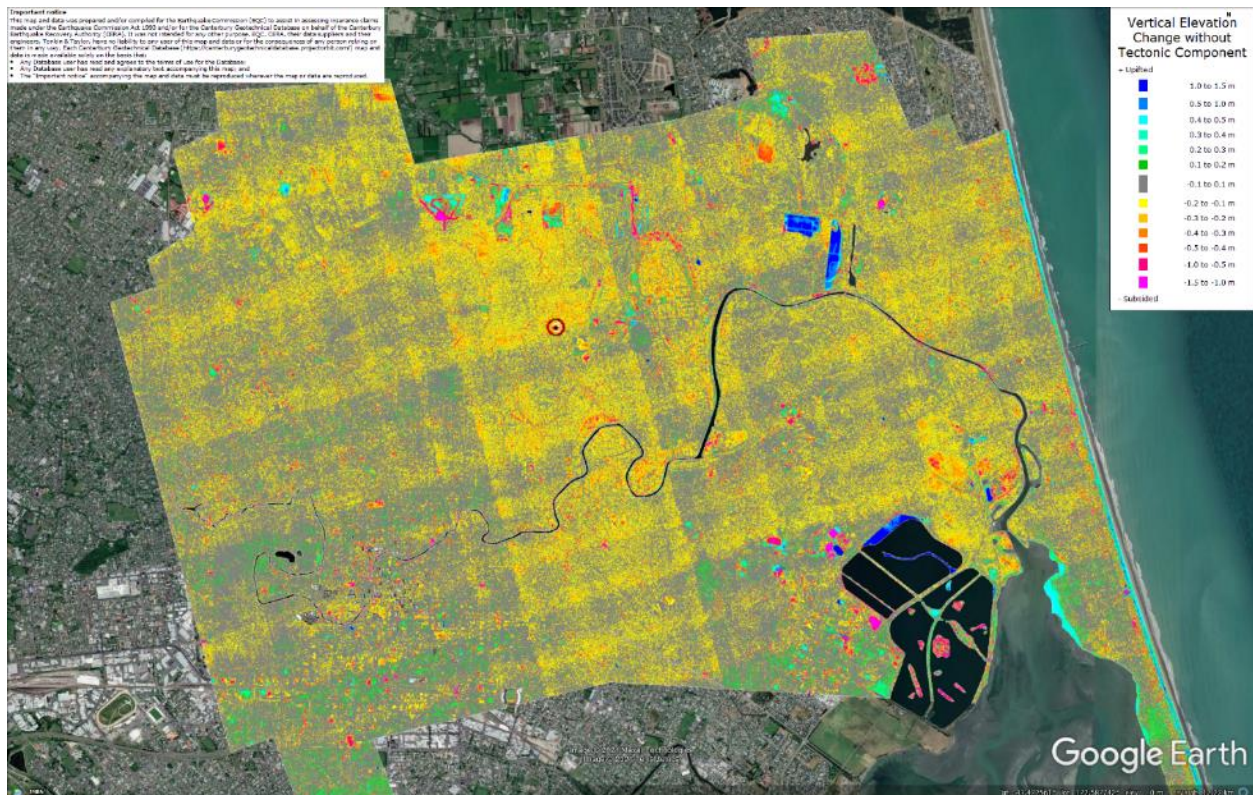 Important notice
This map and data was prepared and/or compiled for the Earthquake Commission (EQC) to assist in assessing insurance claims
made under the Earthquake Commission Act 1993 and/or for the Canterbury Geotechnical Database on behalf of the Canterbury
Earthquake Recovery Authority (CERA). It was not intended for any other purpose. EQC, CERA, their data suppliers and their
engineers, Tonkin & Taylor, have no liability to any user of this map and data or for the consequences of any person relying on
them in any way. Each Canterbury Geotechnical Database (https://canterburygeotechnicaldatabase.projectorbit.com/) map and
data is made available solely on the basis that:
• Any Database user has read and agrees to the terms of use for the Database;
• Any Database user has read any explanatory text accompanying this map; and
• The "Important notice" accompanying the map and data must be reproduced wherever the map or data are reproduced.
N
Vertical Elevation
Change without
Tectonic Component
+ Uplifted
1.0 to 1.5 m
0.5 to 1.0 m
0.4 to 0.5 m
0.3 to 0.4 m
0.2 to 0.3 m
0.1 to 0.2 m
-0.1 to 0.1 m
-0.2 to -0.1 m
-0.3 to -0.2 m
-0.4 to -0.3 m
-0.5 to -0.4 m
-1.0 to -0.5 m
-1.5 to -1.0 m
- Subsided
Technologies
Google Earth